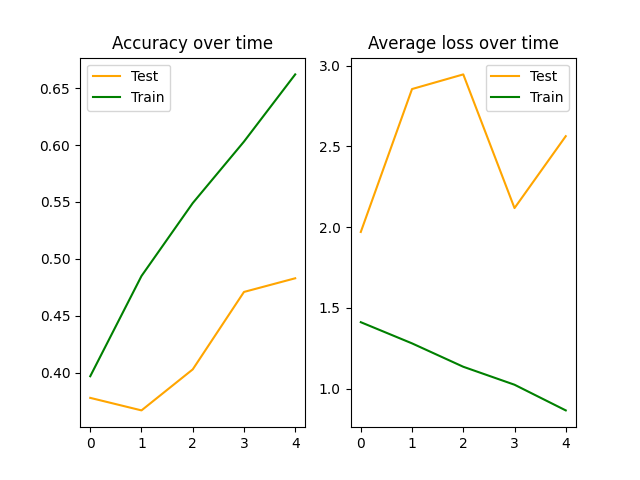 Accuracy over time
Test
Train
0.65
0.60
0.55
0.50
0.45
0.40
0 1 2 3 4
Average loss over time
Test
Train
3.0
2.5
2.0
1.5
1.0
0 1 2 3 4